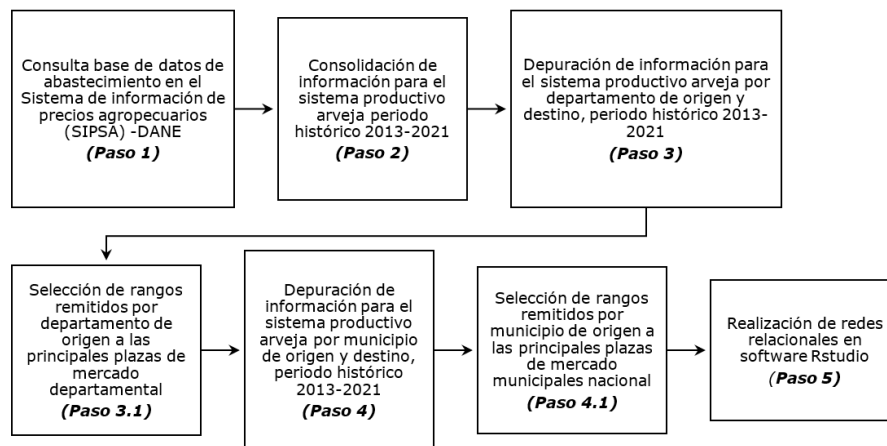 Consulta base de datos de
abastecimiento en el
Sistema de información de
precios agropecuarios
(SIPSA) -DANE
(Paso 1)
Consolidación de
información para el
sistema productivo
arveja periodo
histórico 2013-2021
(Paso 2)
Depuración de información para
el sistema productivo arveja por
departamento de origen y
destino, periodo histórico 2013-
2021
(Paso 3)
Selección de rangos
remitidos por
departamento de
origen a las
principales plazas de
mercado
departamental
(Paso 3.1)
Depuración de
información para el
sistema productivo
arveja por municipio
de origen y destino,
periodo histórico
2013-2021
(Paso 4)
Selección de rangos
remitidos por
municipio de origen a
las principales plazas
de mercado
municipales nacional
(Paso 4.1)
Realización de redes
relacionales en
software Rstudio
(Paso 5)